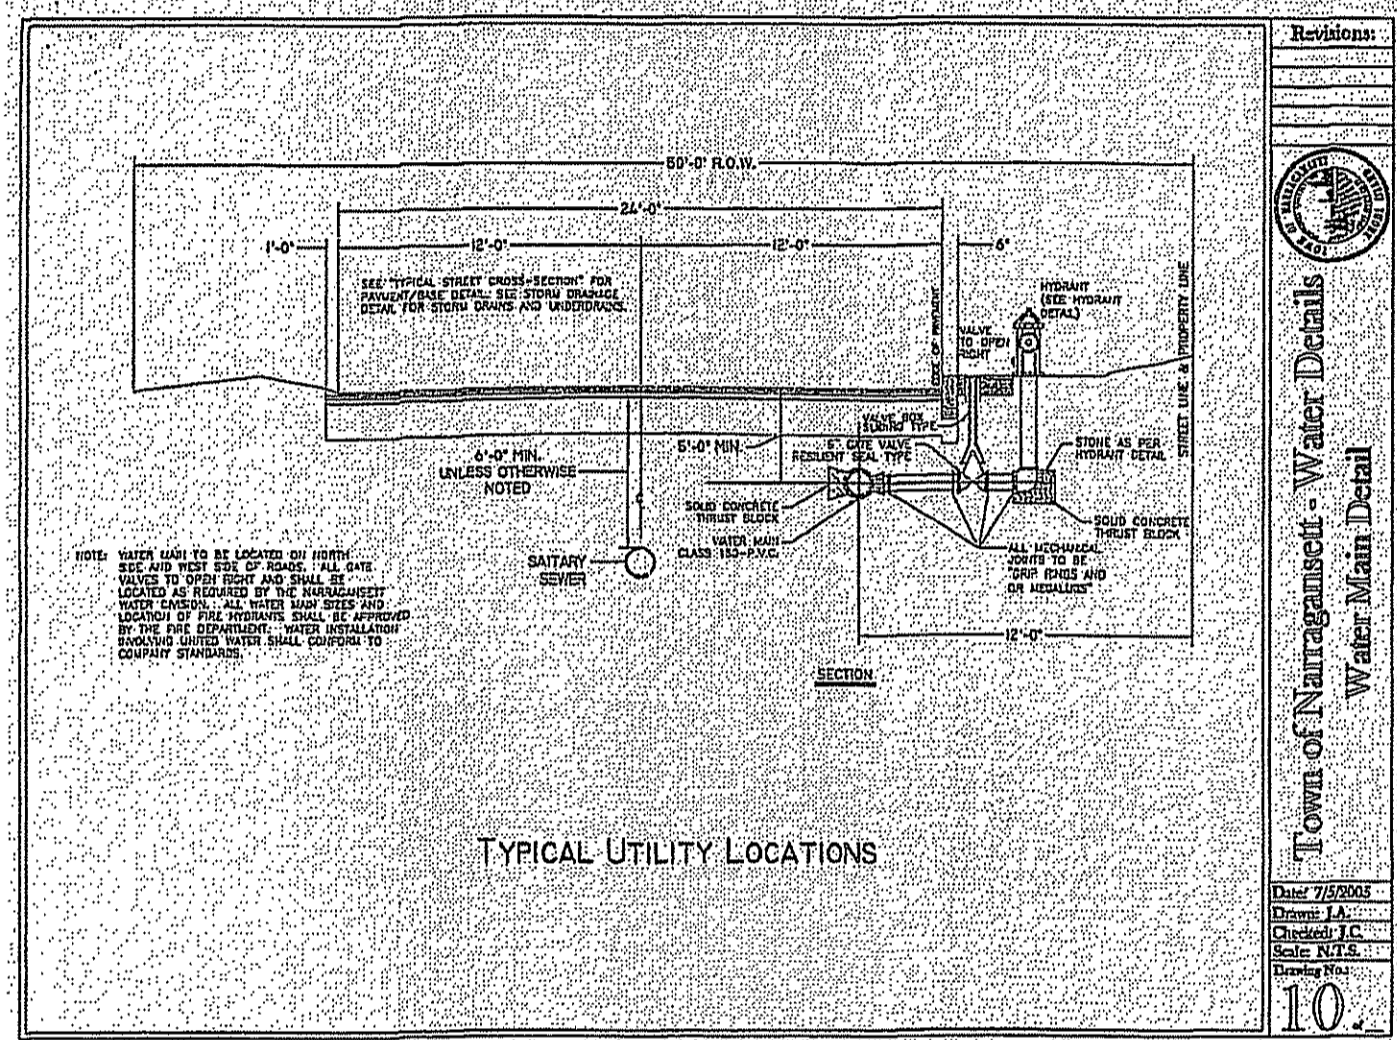 Revisions:
50'-0" R.O.W.
24'-0"
1'-0"
12'-0"
12'-0"
6"
SEE "TYPICAL STREET CROSS-SECTION" FOR
PAVMENT/BASE DETAIL. SEE STORM DRAINAGE
DETAIL FOR STORM DRAINS AND UNDERDRAINS.
EDGE OF PAVEMENT
VALVE
TO OPEN
RIGHT
HYDRANT
(SEE HYDRANT
DETAIL)
STREET LINE & PROPERTY LINE
VALVE BOX
SLIDING TYPE
6" GATE VALVE
RESILIENT SEAL TYPE
5'-0" MIN.
6'-0" MIN.
UNLESS OTHERWISE
NOTED
STONE AS PER
HYDRANT DETAIL
SOLID CONCRETE
THRUST BLOCK
WATER MAIN
CLASS 150-P.V.C.
SOLID CONCRETE
THRUST BLOCK
ALL MECHANICAL
JOINTS TO BE
AND
OR MEGALUGS
SAITARY
SEWER
12'-0"
SECTION
NOTE: WATER MAIN TO BE LOCATED ON NORTH
SIDE AND WEST SIDE OF ROADS. ALL GATE
VALVES TO OPEN RIGHT AND SHALL BE
LOCATED AS REQUIRED BY THE NARRAGANSETT
WATER DIVISION. ALL WATER MAIN SIZES AND
LOCATION OF FIRE HYDRANTS SHALL BE APPROVED
BY THE FIRE DEPARTMENT. WATER INSTALLATION
INVOLVING UNITED WATER SHALL CONFORM TO
COMPANY STANDARDS.
TYPICAL UTILITY LOCATIONS
Town of Narragansett - Water Details
Water Main Detail
Date: 7/5/2005
Drawn: J.A.
Checked: J.C.
Scale: N.T.S.
Drawing No.:
10